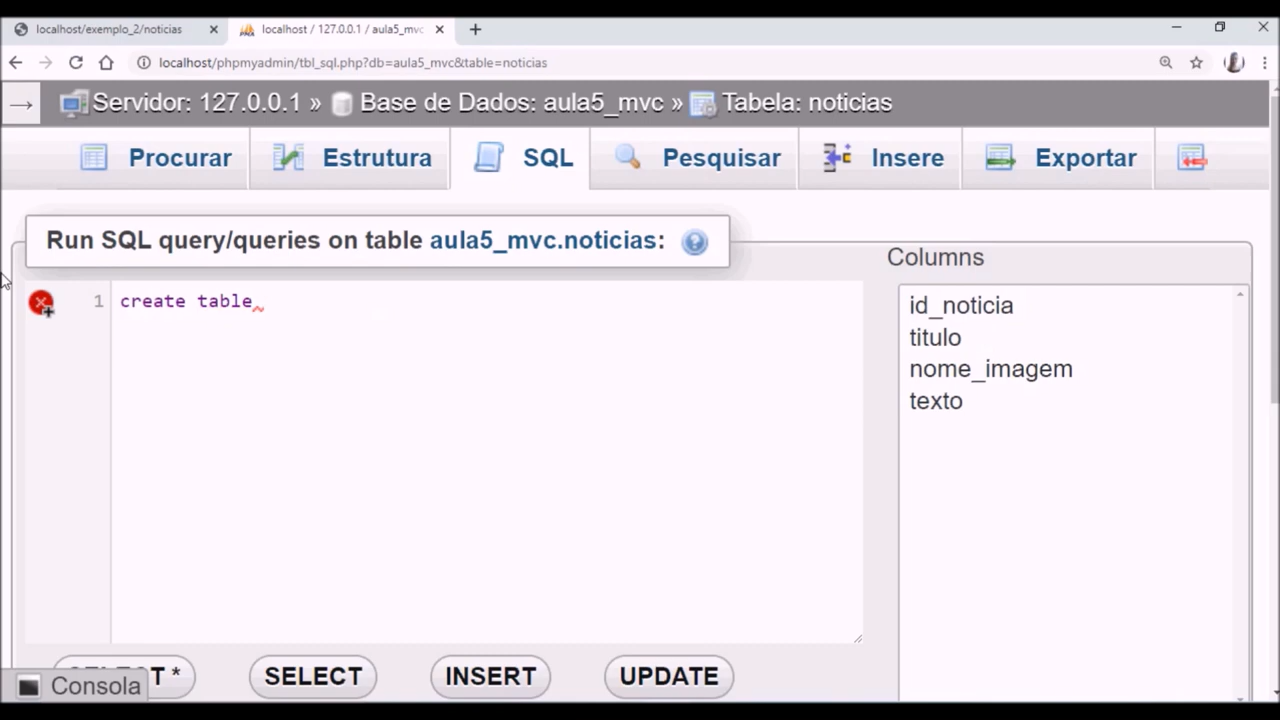 localhost/exemplo_2/noticias
localhost / 127.0.0.1 / aula5_mvc
localhost/phpmyadmin/tbl_sql.php?db=aula5_mvc&table=noticias
Servidor: 127.0.0.1 » Base de Dados: aula5_mvc » Tabela: noticias
Procurar Estrutura SQL Pesquisar Insere Exportar
Run SQL query/queries on table aula5_mvc.noticias:
Columns
1 create table
id_noticia
titulo
nome_imagem
texto
SELECT * SELECT INSERT UPDATE
Consola